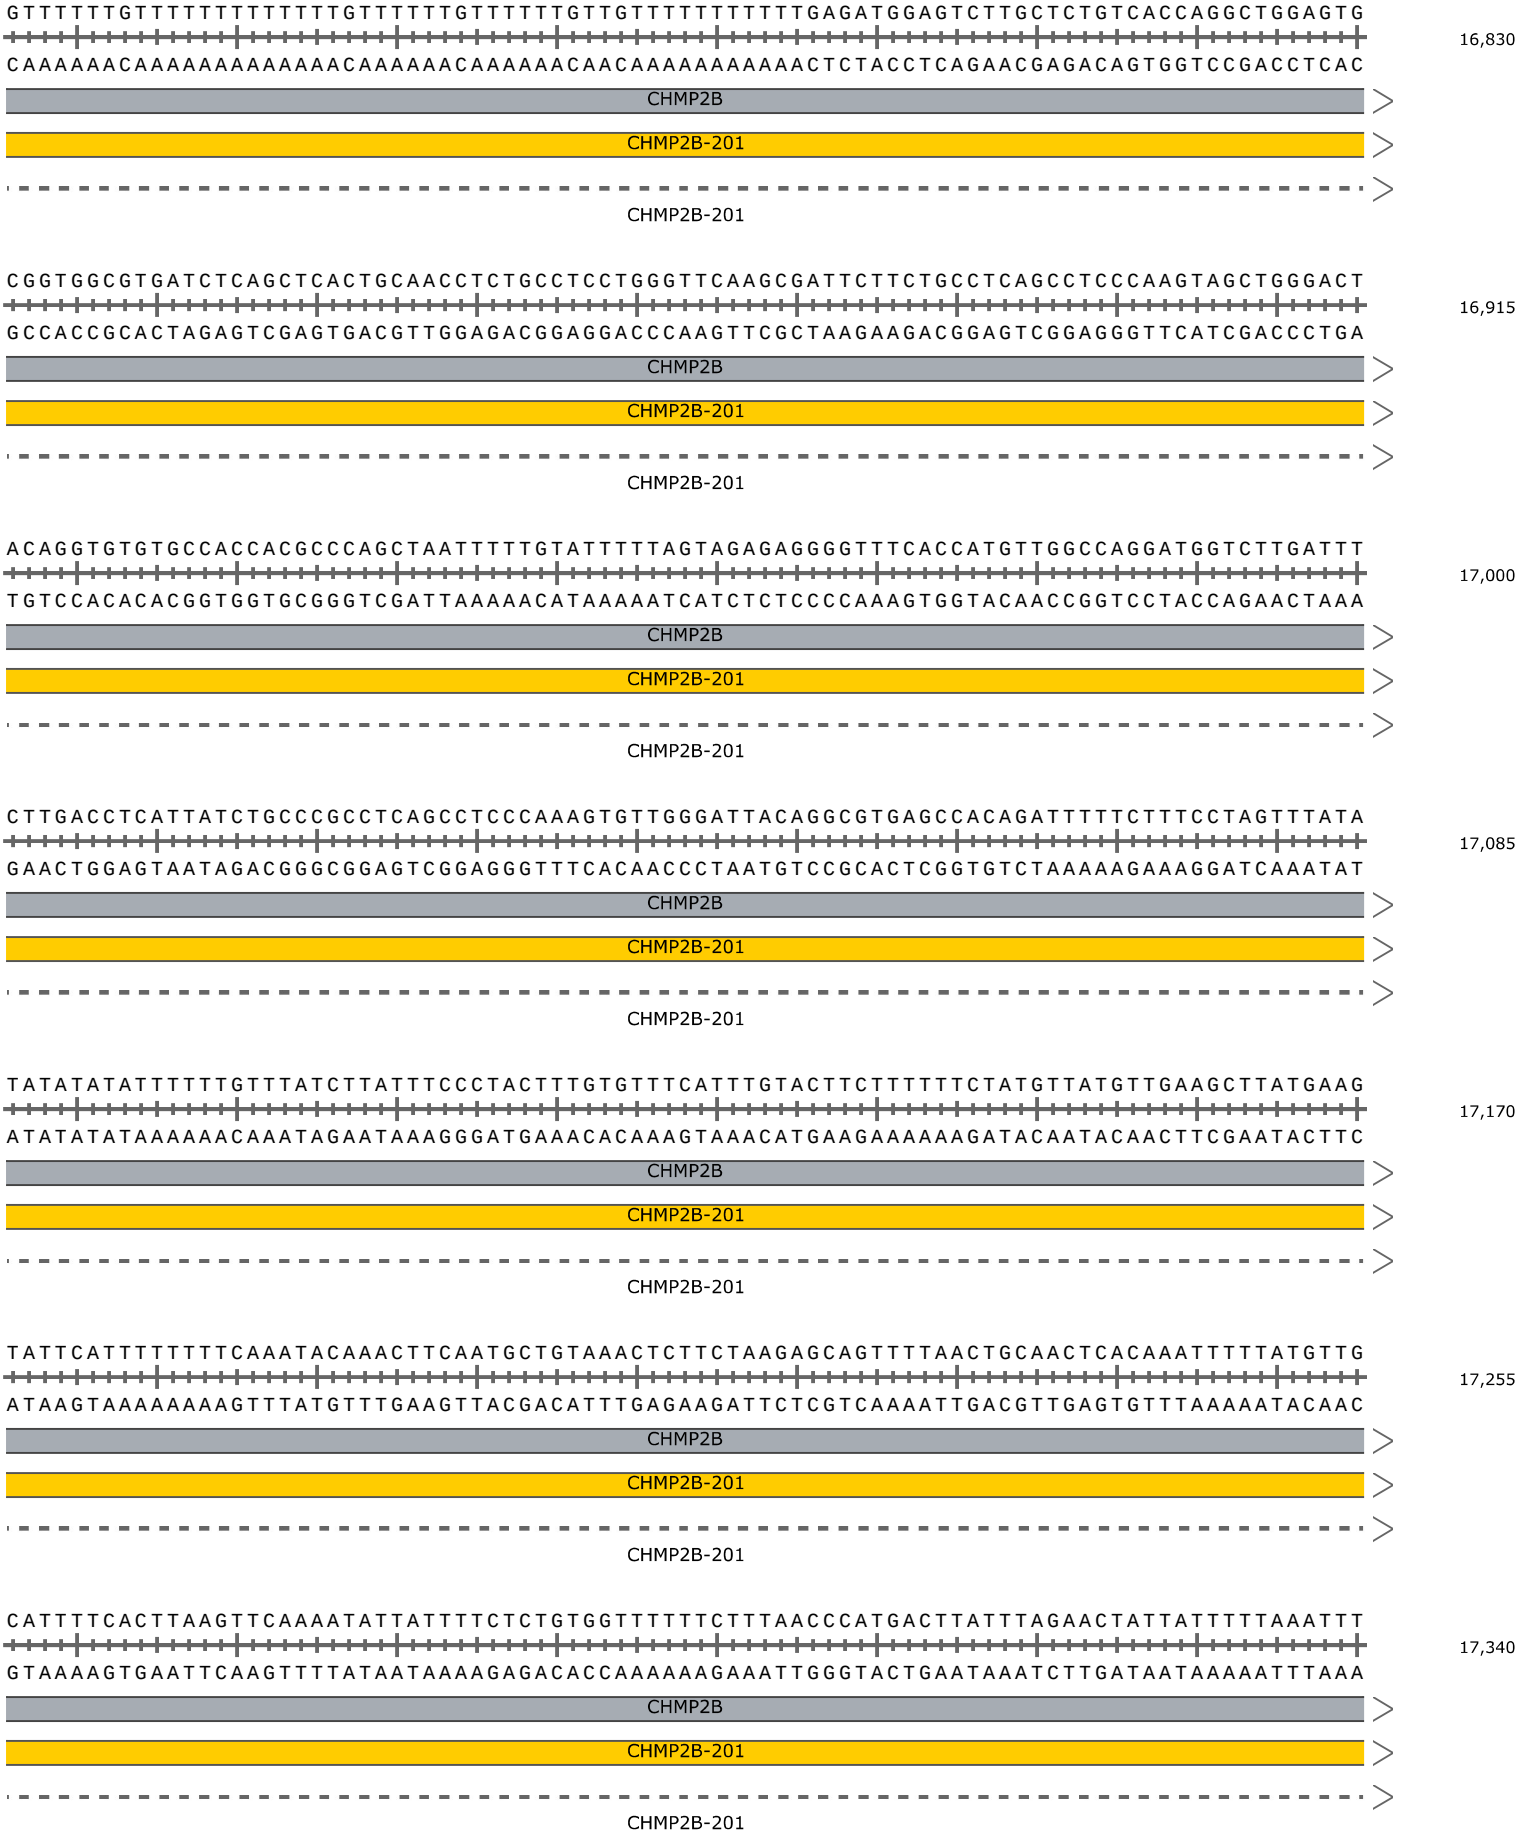 GTTTTTTGTTTTTTTTTTTTTGTTTTTTGTTTTTTGTTGTTTTTTTTTTTGAGATGGAGTCTTGCTCTGTCACCAGGCTGGAGTG
16,830
CAAAAAACAAAAAAAAAAAAACAAAAAACAAAAAACAACAAAAAAAAAAACTCTACCTCAGAACGAGACAGTGGTCCGACCTCAC
CHMP2B
CHMP2B-201
CHMP2B-201
CGGTGGCGTGATCTCAGCTCACTGCAACCTCTGCCTCCTGGGTTCAAGCGATTCTTCTGCCTCAGCCTCCCAAGTAGCTGGGACT
16,915
GCCACCGCACTAGAGTCGAGTGACGTTGGAGACGGAGGACCCAAGTTCGCTAAGAAGACGGAGTCGGAGGGTTCATCGACCCTGA
CHMP2B
CHMP2B-201
CHMP2B-201
ACAGGTGTGTGCCACCACGCCCAGCTAATTTTTGTATTTTTAGTAGAGAGGGGTTTCACCATGTTGGCCAGGATGGTCTTGATTT
17,000
TGTCCACACACGGTGGTGCGGGTCGATTAAAAACATAAAAATCATCTCTCCCCAAAGTGGTACAACCGGTCCTACCAGAACTAAA
CHMP2B
CHMP2B-201
CHMP2B-201
CTTGACCTCATTATCTGCCCGCCTCAGCCTCCCAAAGTGTTGGGATTACAGGCGTGAGCCACAGATTTTTCTTTCCTAGTTTATA
17,085
GAACTGGAGTAATAGACGGGCGGAGTCGGAGGGTTTCACAACCCTAATGTCCGCACTCGGTGTCTAAAAAGAAAGGATCAAATAT
CHMP2B
CHMP2B-201
CHMP2B-201
TATATATATTTTTTGTTTATCTTATTTCCCTACTTTGTGTTTCATTTGTACTTCTTTTTTCTATGTTATGTTGAAGCTTATGAAG
17,170
ATATATATAAAAAACAAATAGAATAAAGGGATGAAACACAAAGTAAACATGAAGAAAAAAGATACAATACAACTTCGAATACTTC
CHMP2B
CHMP2B-201
CHMP2B-201
TATTCATTTTTTTTCAAATACAAACTTCAATGCTGTAAACTCTTCTAAGAGCAGTTTTAACTGCAACTCACAAATTTTTATGTTG
17,255
ATAAGTAAAAAAAAGTTTATGTTTGAAGTTACGACATTTGAGAAGATTCTCGTCAAAATTGACGTTGAGTGTTTAAAAATACAAC
CHMP2B
CHMP2B-201
CHMP2B-201
CATTTTCACTTAAGTTCAAAATATTATTTTCTCTGTGGTTTTTTCTTTAACCCATGACTTATTTAGAACTATTATTTTTAAATTT
17,340
GTAAAAGTGAATTCAAGTTTTATAATAAAAGAGACACCAAAAAAGAAATTGGGTACTGAATAAATCTTGATAATAAAAATTTAAA
CHMP2B
CHMP2B-201
CHMP2B-201